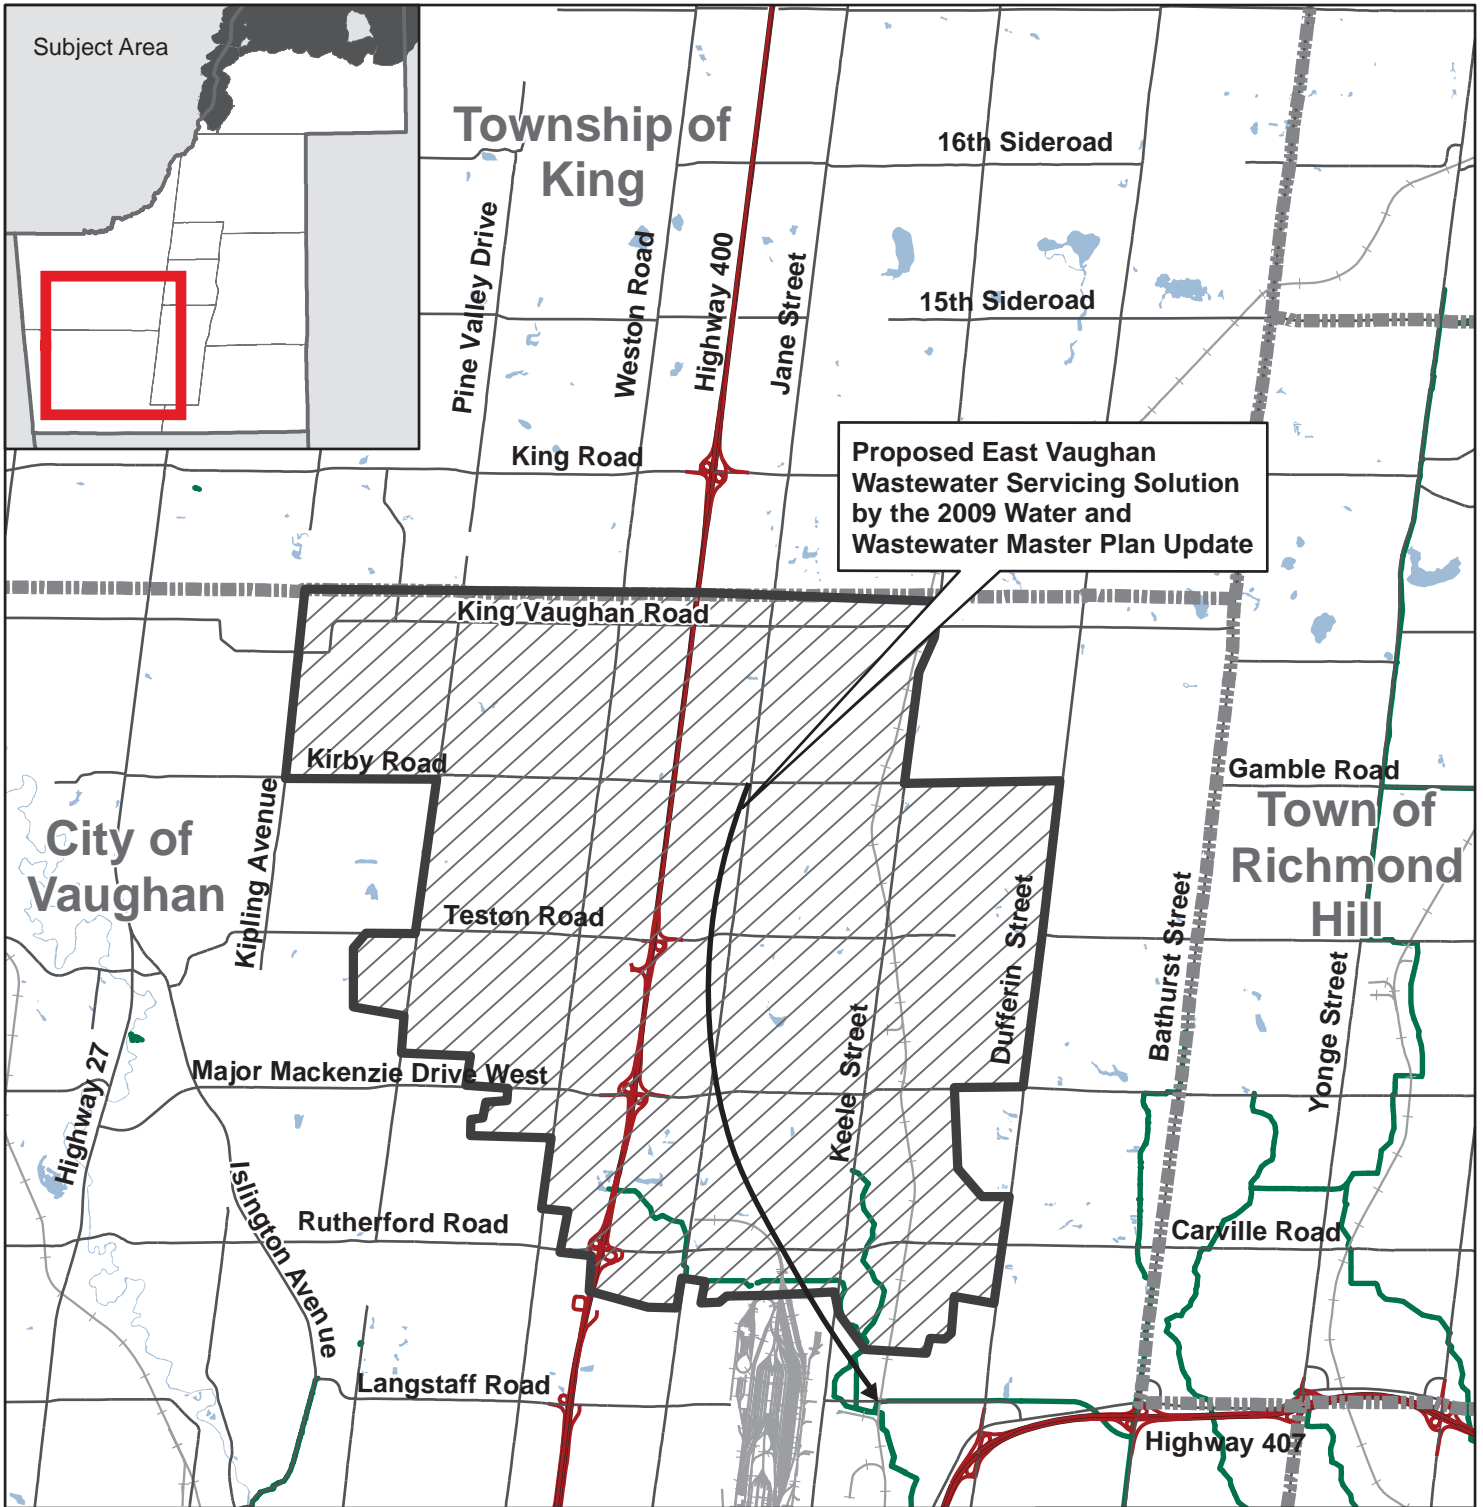 Subject Area
Township of
King
16th Sideroad
Pine Valley Drive
Weston Road
Highway 400
Jane Street
15th Sideroad
King Road
Proposed East Vaughan
Wastewater Servicing Solution
by the 2009 Water and
Wastewater Master Plan Update
King Vaughan Road
Kirby Road
Gamble Road
City of
Vaughan
Town of
Richmond
Hill
Kipling Avenue
Teston Road
Dufferin Street
Bathurst Street
Yonge Street
Keele Street
Highway 27
Major Mackenzie Drive West
Islington Avenue
Rutherford Road
Carville Road
Langstaff Road
Highway 407